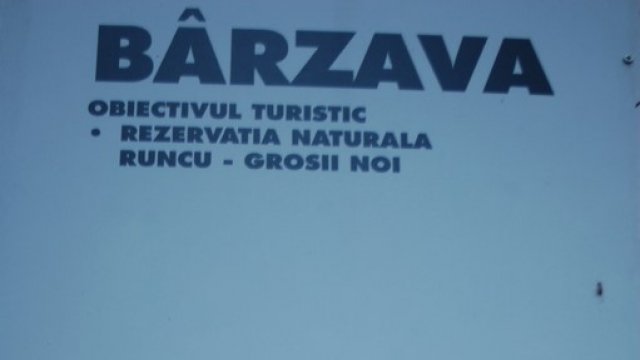 BÂRZAVA
OBIECTIVUL TURISTIC
• REZERVATIA NATURALA
RUNCU - GROSII NOI